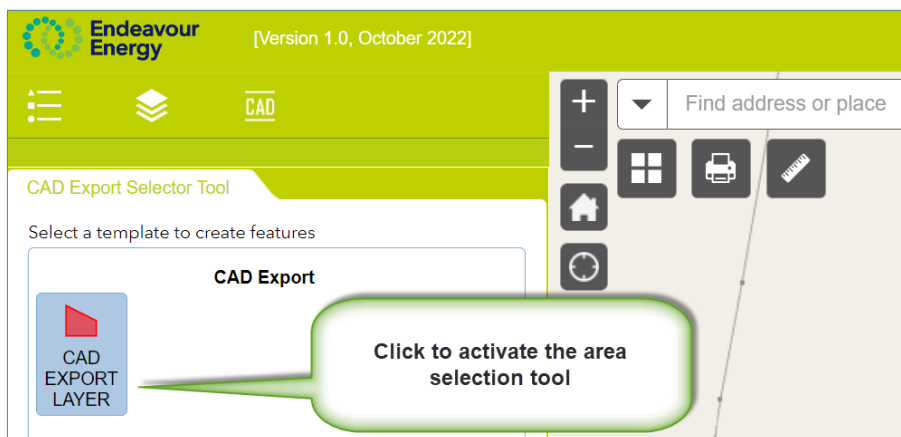 Endeavour
Energy
[Version 1.0, October 2022]
CAD
Find address or place
CAD Export Selector Tool
Select a template to create features
CAD Export
CAD
EXPORT
LAYER
Click to activate the area
selection tool